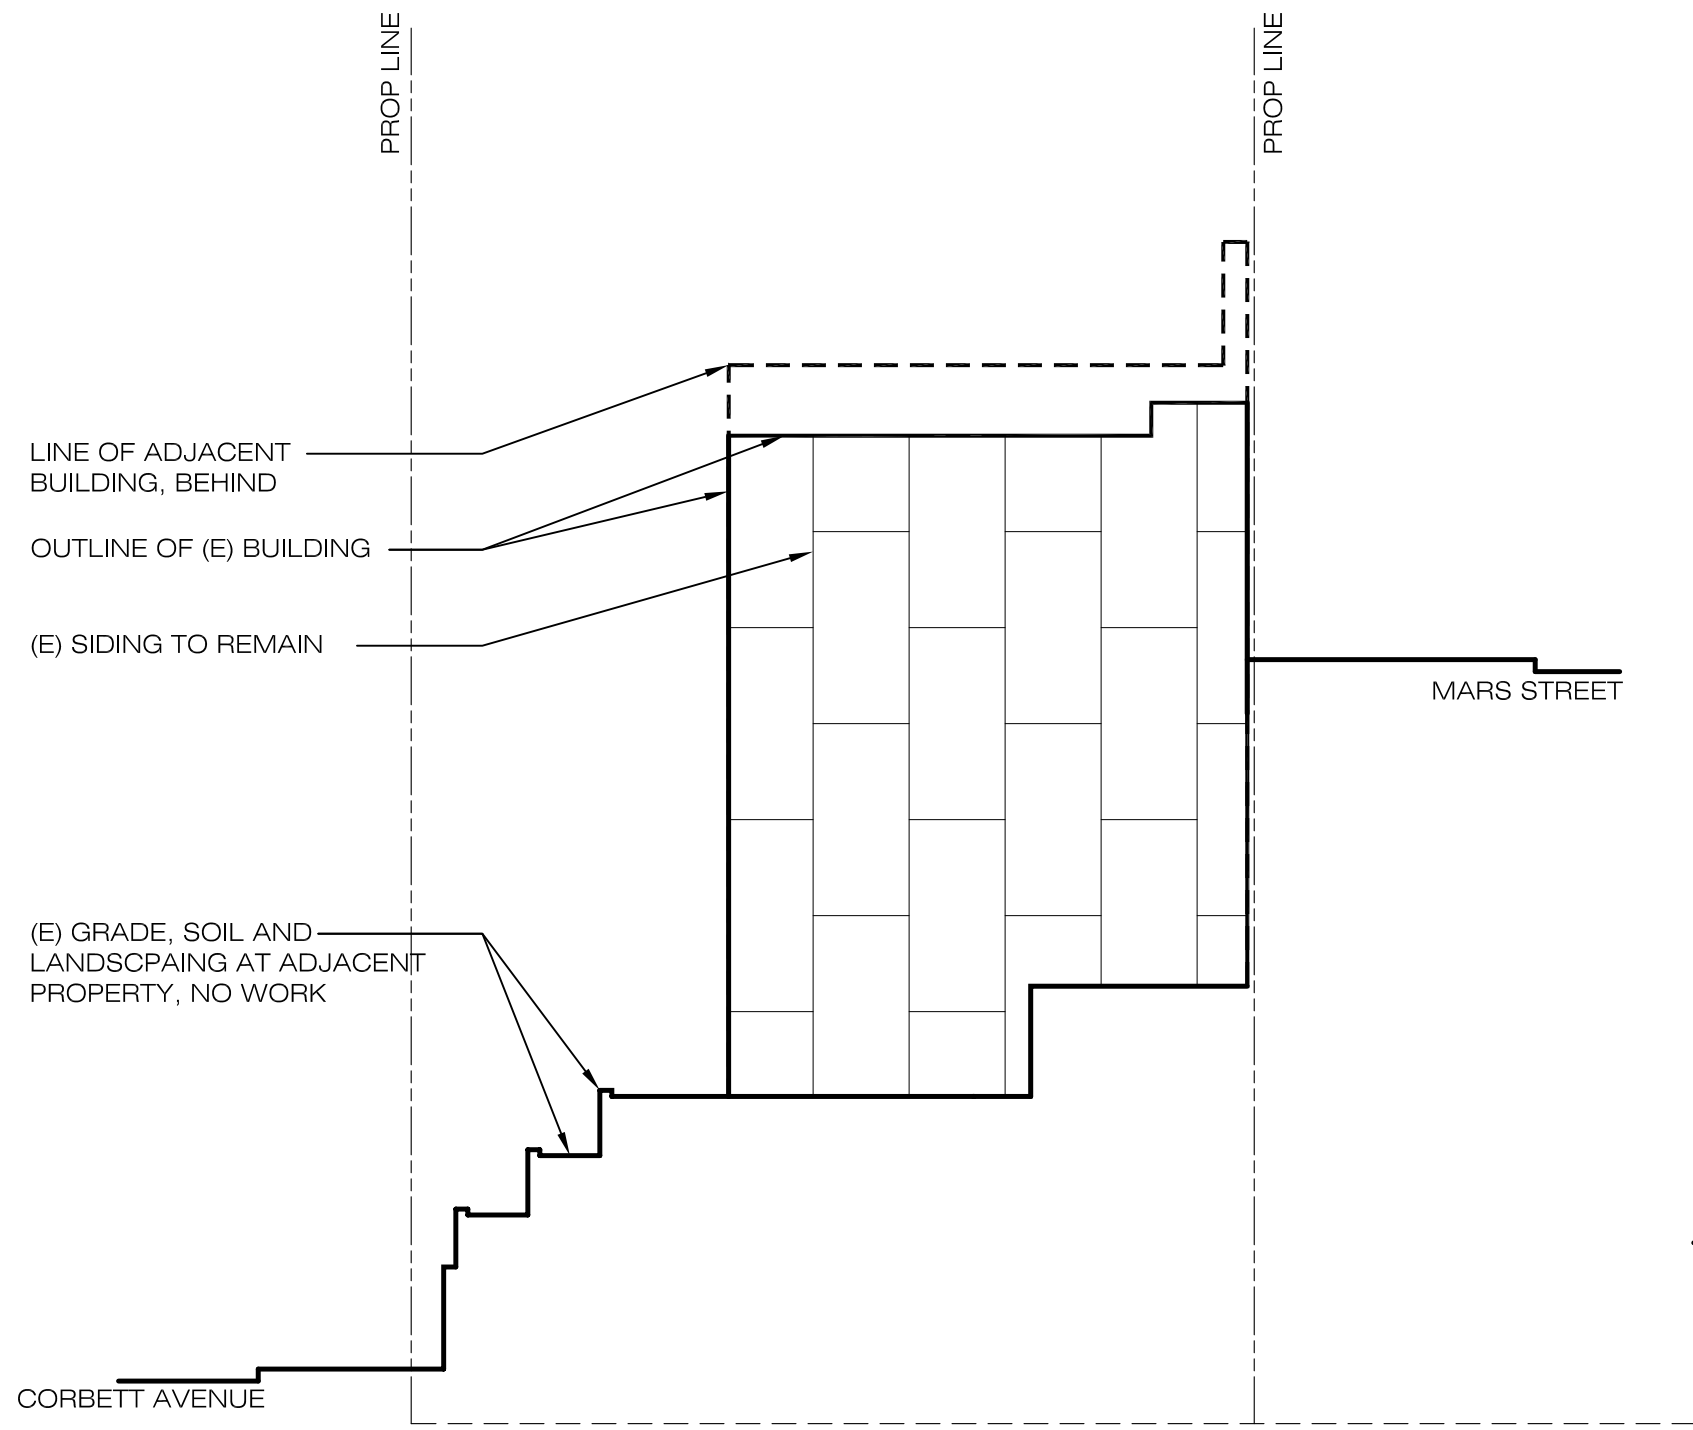 PROP LINE
PROP LINE
LINE OF ADJACENT
BUILDING, BEHIND
OUTLINE OF (E) BUILDING
(E) SIDING TO REMAIN
MARS STREET
(E) GRADE, SOIL AND
LANDSCPAING AT ADJACENT
PROPERTY, NO WORK
CORBETT AVENUE